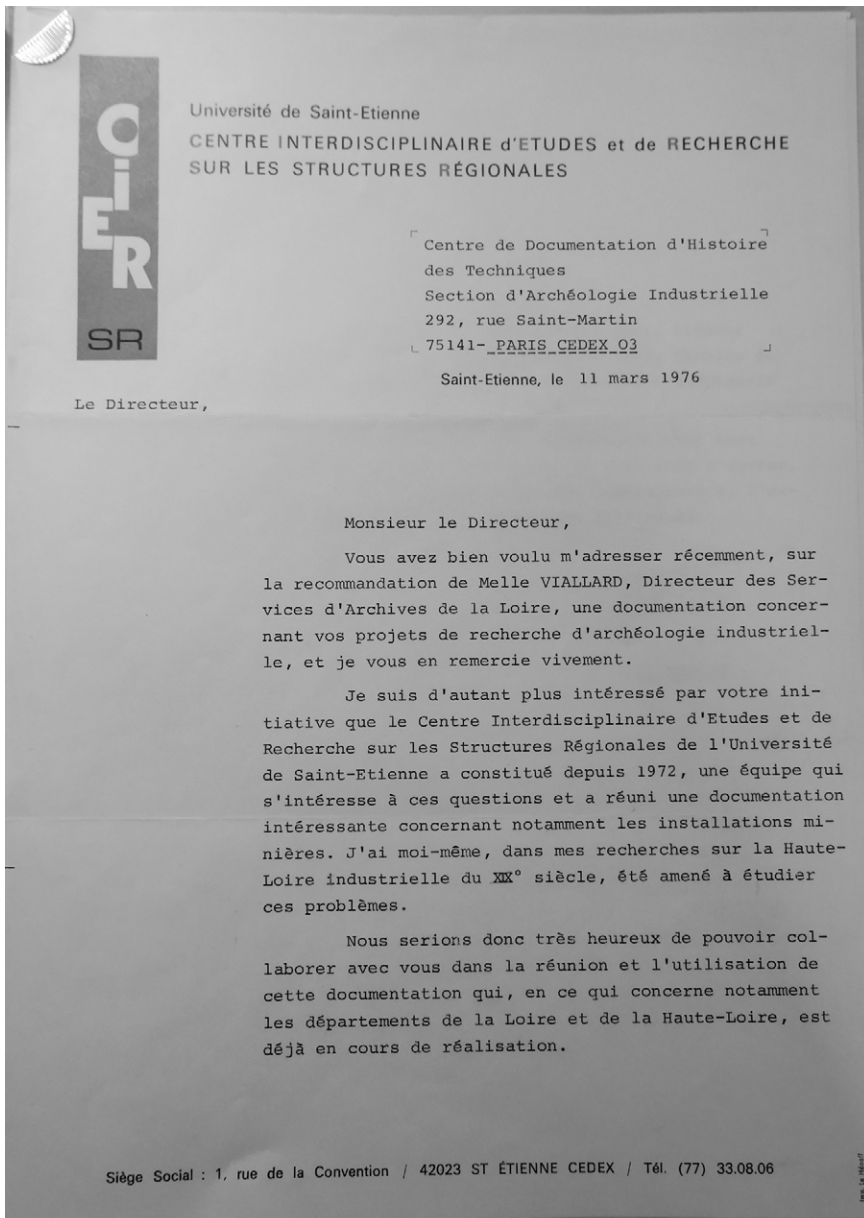 CIER
SR
Université de Saint-Etienne
CENTRE INTERDISCIPLINAIRE d'ETUDES et de RECHERCHE
SUR LES STRUCTURES RÉGIONALES
Centre de Documentation d'Histoire
des Techniques
Section d'Archéologie Industrielle
292, rue Saint-Martin
75141- PARIS CEDEX 03
Saint-Etienne, le 11 mars 1976
Le Directeur,
Monsieur le Directeur,
Vous avez bien voulu m'adresser récemment, sur
la recommandation de Melle VIALLARD, Directeur des Ser-
vices d'Archives de la Loire, une documentation concer-
nant vos projets de recherche d'archéologie industriel-
le, et je vous en remercie vivement.
Je suis d'autant plus intéressé par votre ini-
tiative que le Centre Interdisciplinaire d'Etudes et de
Recherche sur les Structures Régionales de l'Université
de Saint-Etienne a constitué depuis 1972, une équipe qui
s'intéresse à ces questions et a réuni une documentation
intéressante concernant notamment les installations mi-
nières. J'ai moi-même, dans mes recherches sur la Haute-
Loire industrielle du XIX° siècle, été amené à étudier
ces problèmes.
Nous serions donc très heureux de pouvoir col-
laborer avec vous dans la réunion et l'utilisation de
cette documentation qui, en ce qui concerne notamment
les départements de la Loire et de la Haute-Loire, est
déjà en cours de réalisation.
Siège Social : 1, rue de la Convention / 42023 ST ÉTIENNE CEDEX / Tél. (77) 33.08.06